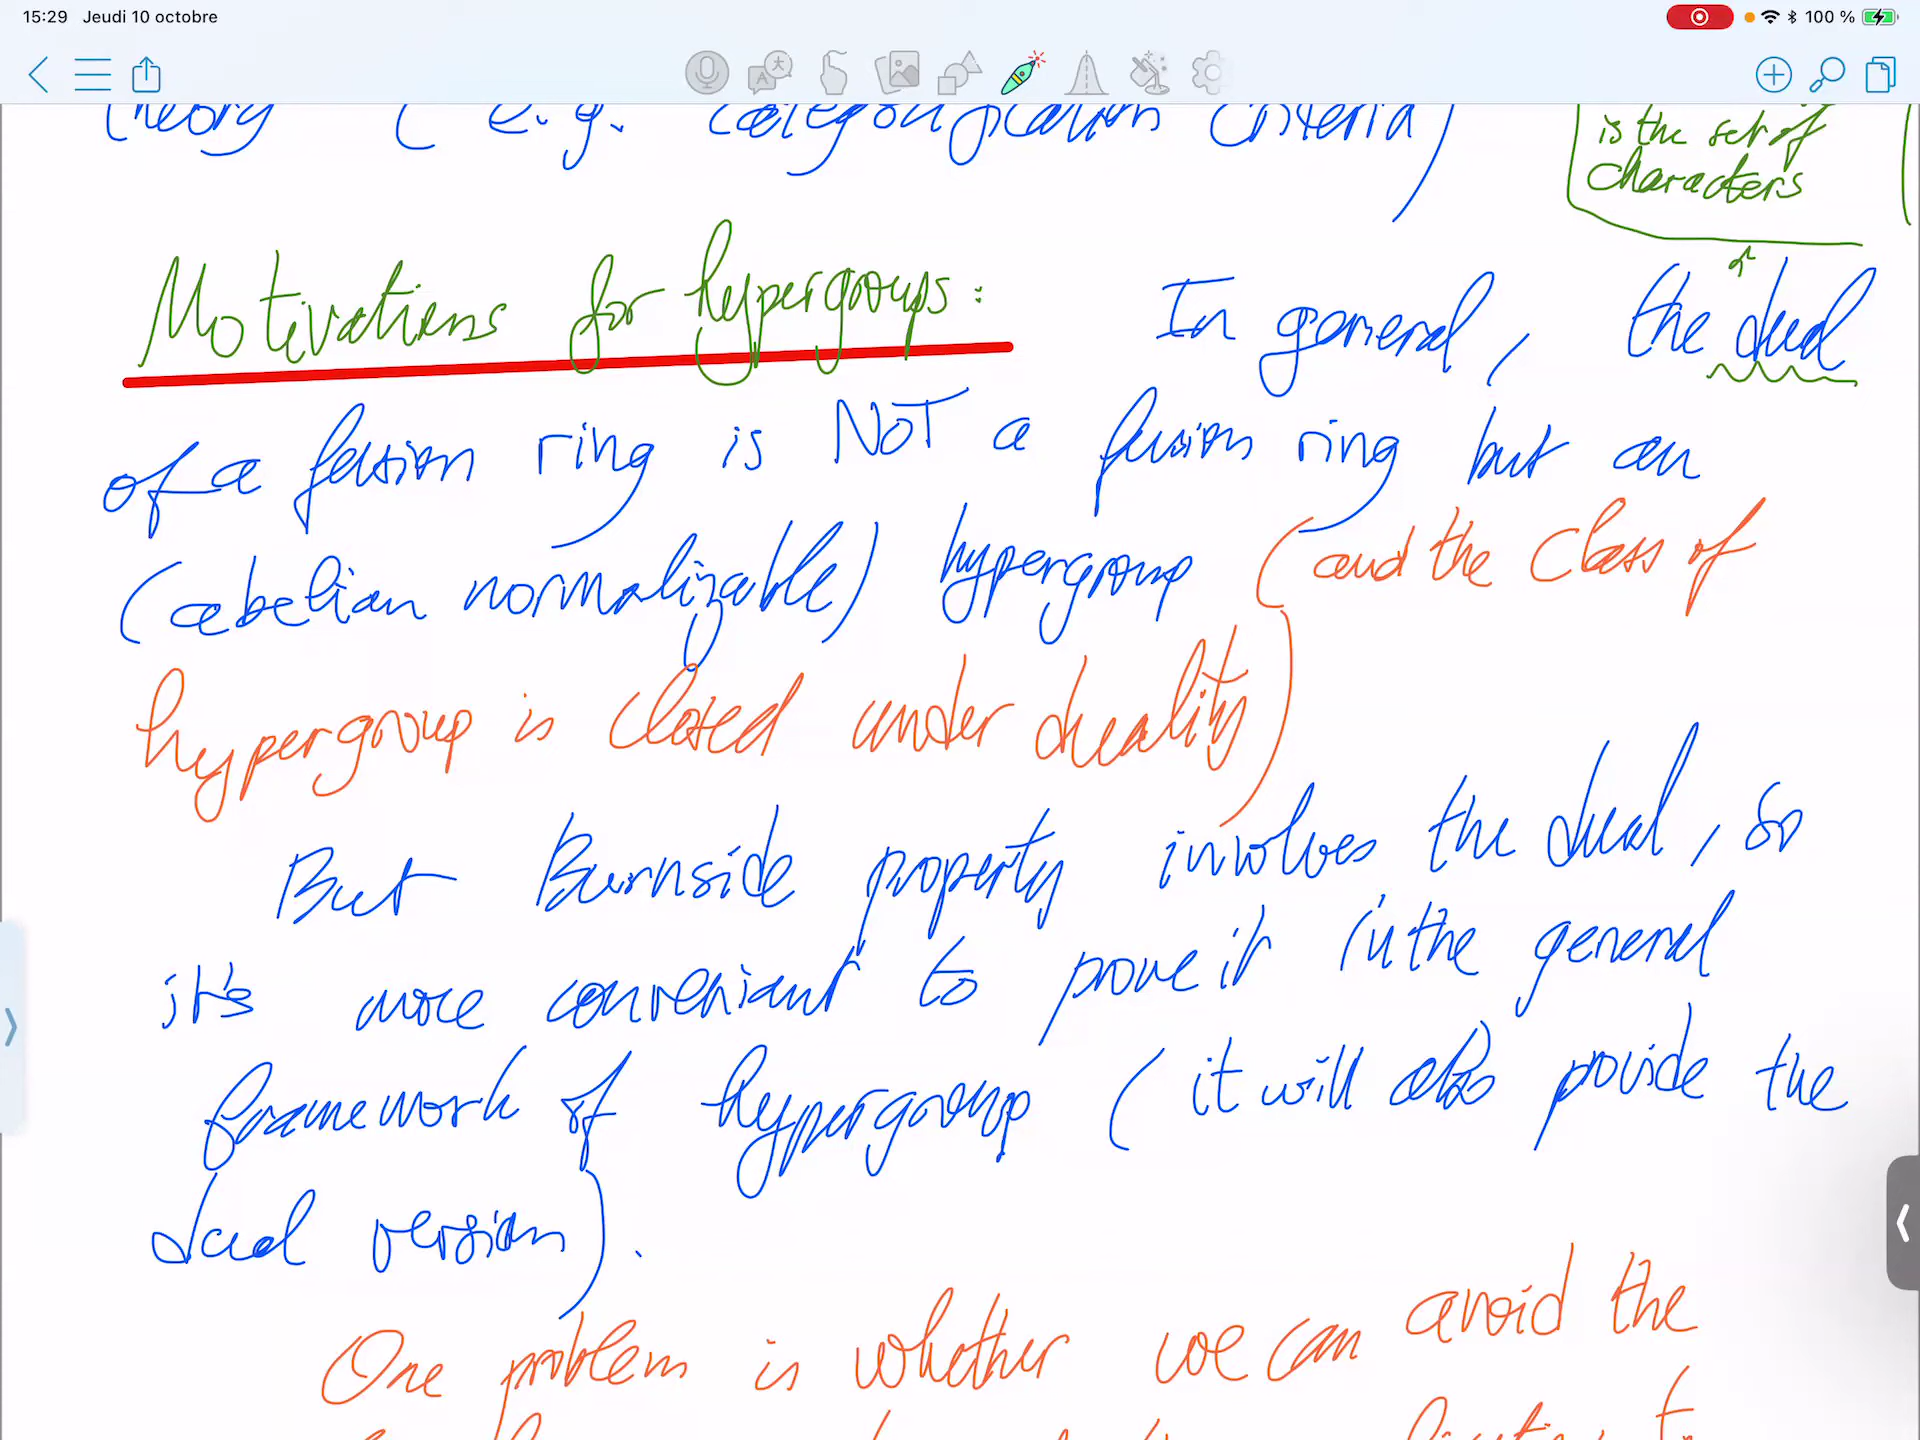 15:29 Jeudi 10 octobre
100 %
theory ( e.g. categorification criteria)
is the set of
characters
Motivations for hypergroups: In general, the dual
of a fusion ring is NOT a fusion ring but an
(abelian normalizable) hypergroup (and the class of
hypergroup is closed under duality)
But Burnside property involves the dual, so
it's more convenient to prove it in the general
framework of hypergroup (it will also provide the
dual version).
One problem is whether we can avoid the